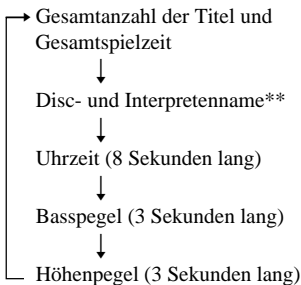 Gesamtanzahl der Titel und
Gesamtspielzeit
Disc- und Interpretenname**
Uhrzeit (8 Sekunden lang)
Basspegel (3 Sekunden lang)
Höhenpegel (3 Sekunden lang)